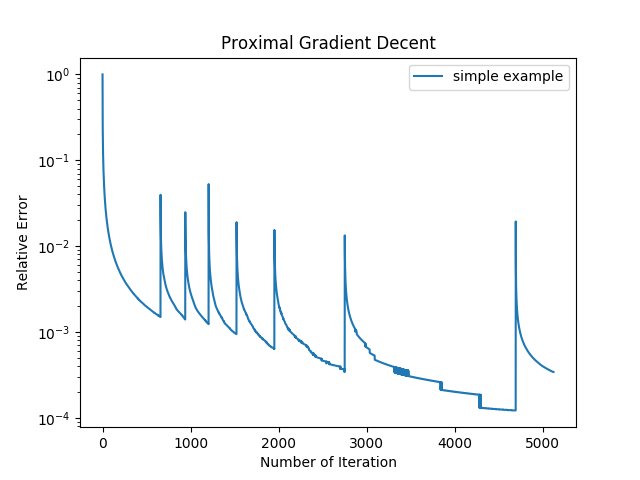 Proximal Gradient Decent
simple example
10⁰
10⁻¹
10⁻²
10⁻³
10⁻⁴
Relative Error
0 1000 2000 3000 4000 5000
Number of Iteration